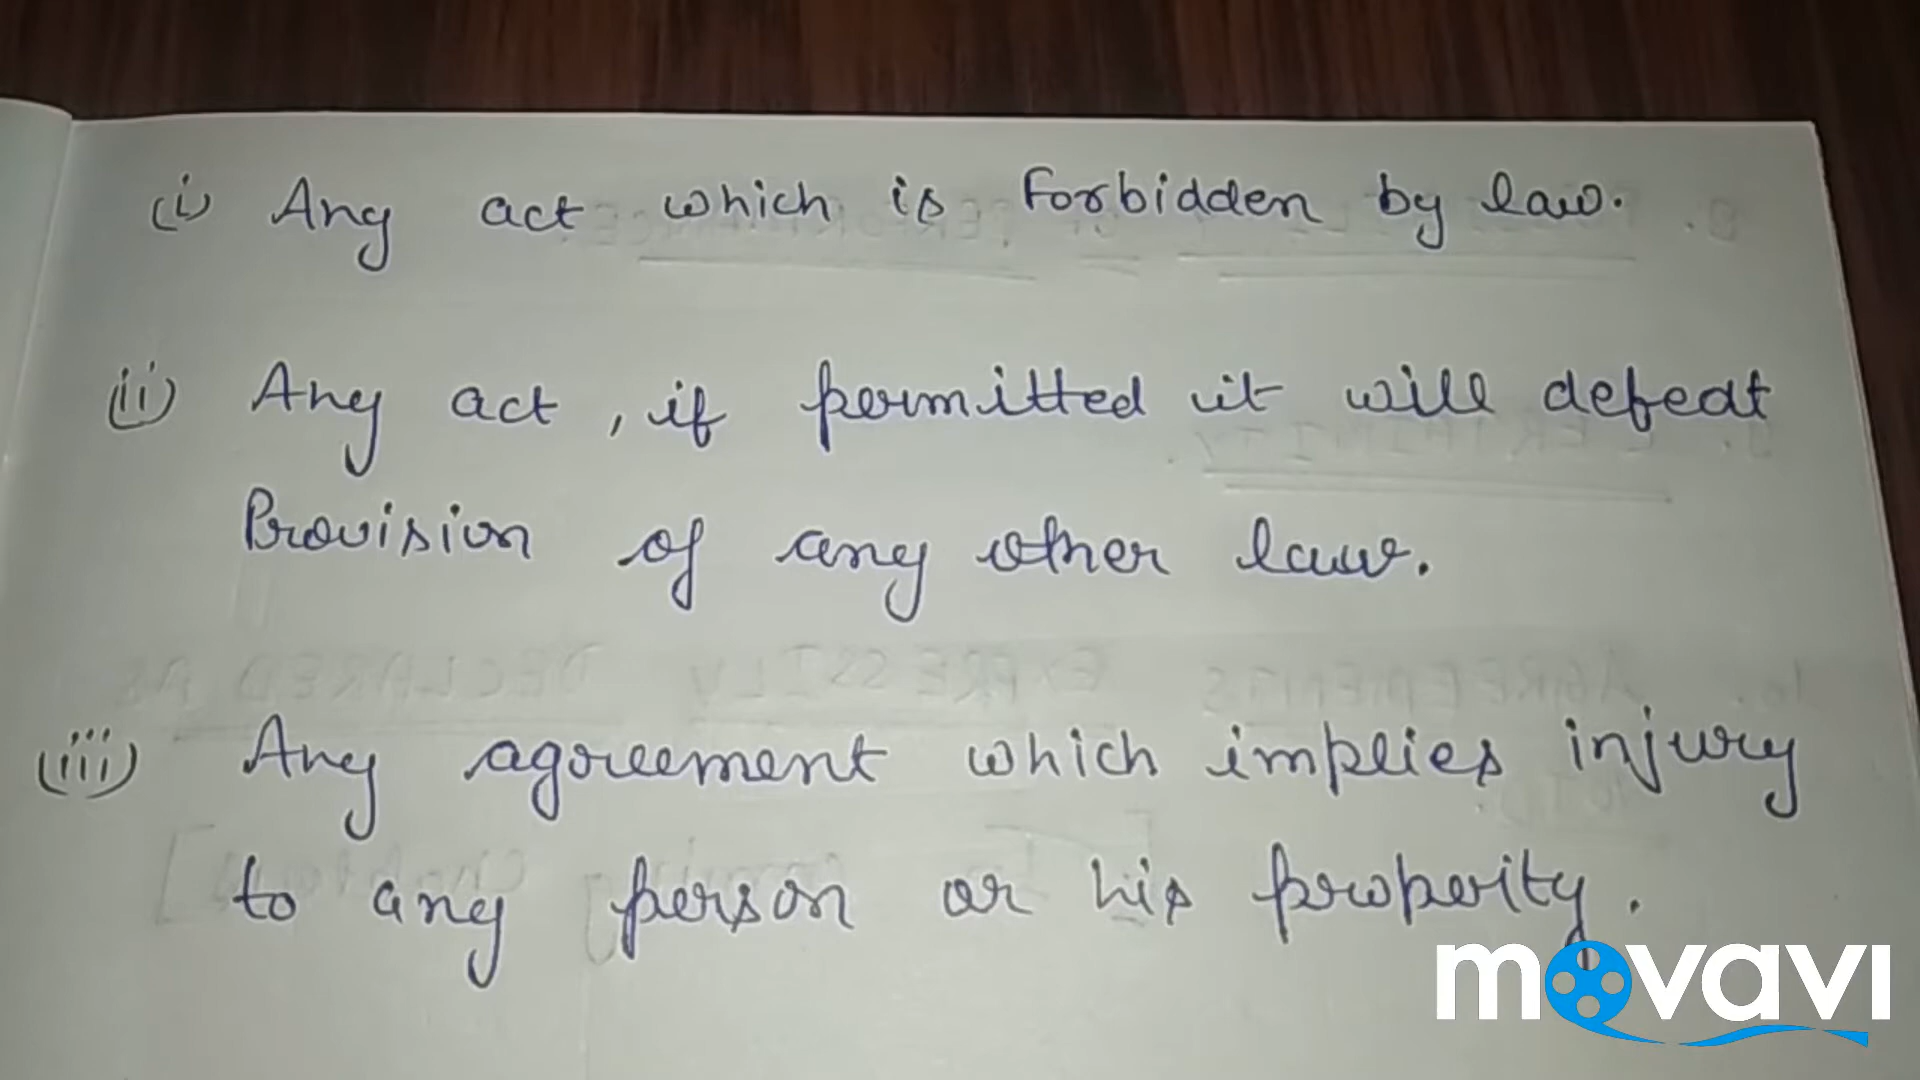 (i) Any act which is forbidden by law.
(ii) Any act, if permitted it will defeat
Provision of any other law.
(iii) Any agreement which implies injury
to any person or his property.
movavi